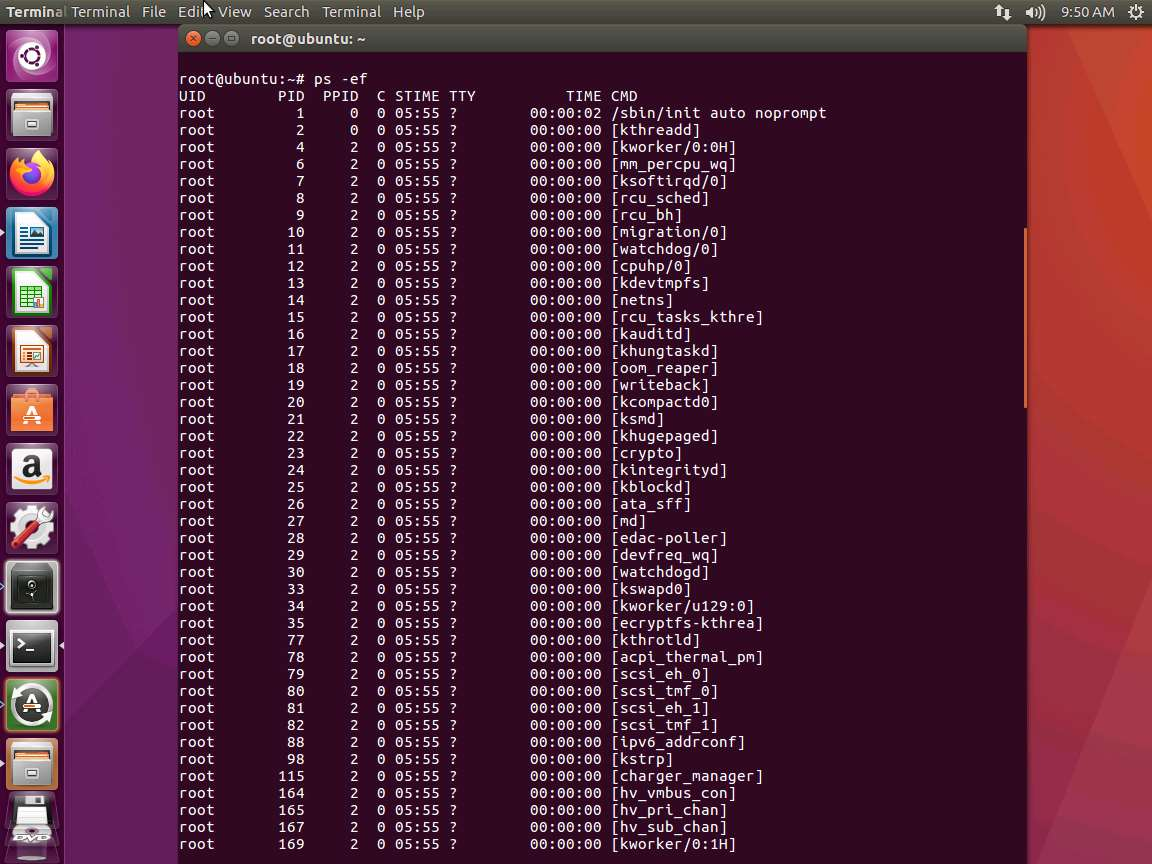 Terminal Terminal File Edit View Search Terminal Help 9:50 AM
root@ubuntu: ~
root@ubuntu:~# ps -ef
UID PID PPID C STIME TTY TIME CMD
root 1 0 0 05:55 ? 00:00:02 /sbin/init auto noprompt
root 2 0 0 05:55 ? 00:00:00 [kthreadd]
root 4 2 0 05:55 ? 00:00:00 [kworker/0:0H]
root 6 2 0 05:55 ? 00:00:00 [mm_percpu_wq]
root 7 2 0 05:55 ? 00:00:00 [ksoftirqd/0]
root 8 2 0 05:55 ? 00:00:00 [rcu_sched]
root 9 2 0 05:55 ? 00:00:00 [rcu_bh]
root 10 2 0 05:55 ? 00:00:00 [migration/0]
root 11 2 0 05:55 ? 00:00:00 [watchdog/0]
root 12 2 0 05:55 ? 00:00:00 [cpuhp/0]
root 13 2 0 05:55 ? 00:00:00 [kdevtmpfs]
root 14 2 0 05:55 ? 00:00:00 [netns]
root 15 2 0 05:55 ? 00:00:00 [rcu_tasks_kthre]
root 16 2 0 05:55 ? 00:00:00 [kauditd]
root 17 2 0 05:55 ? 00:00:00 [khungtaskd]
root 18 2 0 05:55 ? 00:00:00 [oom_reaper]
root 19 2 0 05:55 ? 00:00:00 [writeback]
root 20 2 0 05:55 ? 00:00:00 [kcompactd0]
root 21 2 0 05:55 ? 00:00:00 [ksmd]
root 22 2 0 05:55 ? 00:00:00 [khugepaged]
root 23 2 0 05:55 ? 00:00:00 [crypto]
root 24 2 0 05:55 ? 00:00:00 [kintegrityd]
root 25 2 0 05:55 ? 00:00:00 [kblockd]
root 26 2 0 05:55 ? 00:00:00 [ata_sff]
root 27 2 0 05:55 ? 00:00:00 [md]
root 28 2 0 05:55 ? 00:00:00 [edac-poller]
root 29 2 0 05:55 ? 00:00:00 [devfreq_wq]
root 30 2 0 05:55 ? 00:00:00 [watchdogd]
root 33 2 0 05:55 ? 00:00:00 [kswapd0]
root 34 2 0 05:55 ? 00:00:00 [kworker/u129:0]
root 35 2 0 05:55 ? 00:00:00 [ecryptfs-kthrea]
root 77 2 0 05:55 ? 00:00:00 [kthrotld]
root 78 2 0 05:55 ? 00:00:00 [acpi_thermal_pm]
root 79 2 0 05:55 ? 00:00:00 [scsi_eh_0]
root 80 2 0 05:55 ? 00:00:00 [scsi_tmf_0]
root 81 2 0 05:55 ? 00:00:00 [scsi_eh_1]
root 82 2 0 05:55 ? 00:00:00 [scsi_tmf_1]
root 88 2 0 05:55 ? 00:00:00 [ipv6_addrconf]
root 98 2 0 05:55 ? 00:00:00 [kstrp]
root 115 2 0 05:55 ? 00:00:00 [charger_manager]
root 164 2 0 05:55 ? 00:00:00 [hv_vmbus_con]
root 165 2 0 05:55 ? 00:00:00 [hv_pri_chan]
root 167 2 0 05:55 ? 00:00:00 [hv_sub_chan]
root 169 2 0 05:55 ? 00:00:00 [kworker/0:1H]
a
>_
DVD